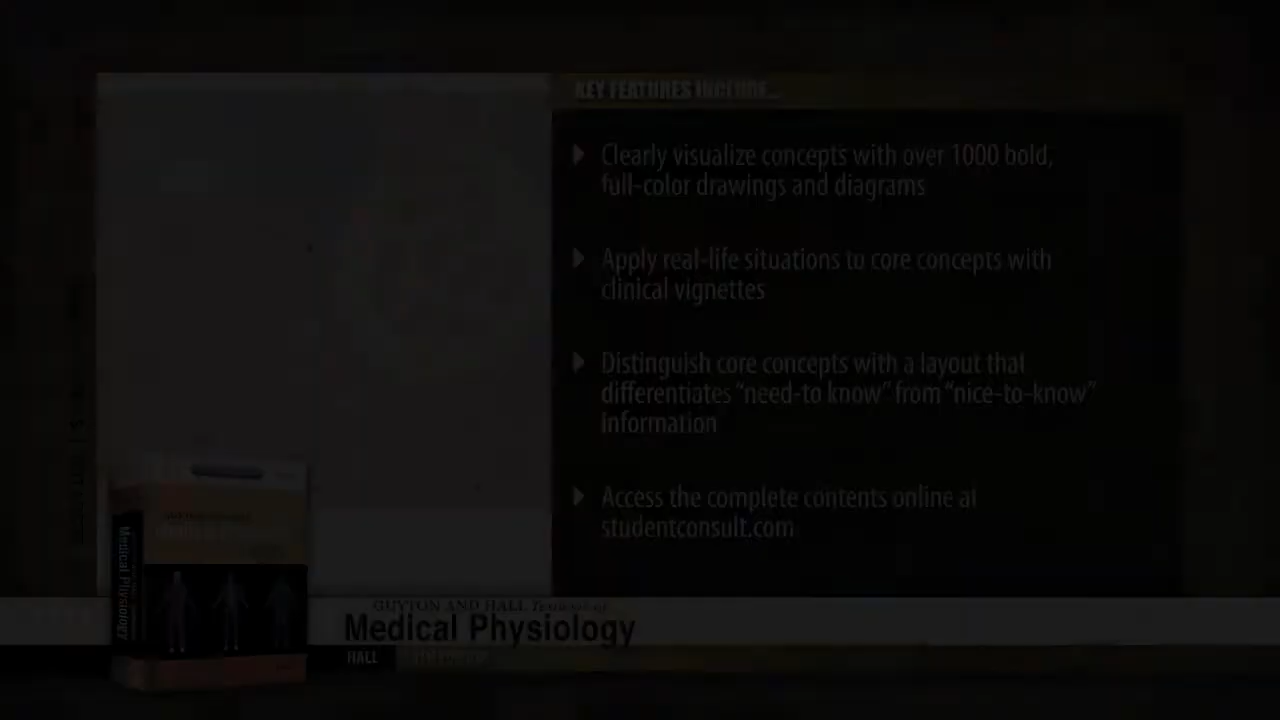 KEY FEATURES INCLUDE...
Clearly visualize concepts with over 1000 bold,
full-color drawings and diagrams
Apply real-life situations to core concepts with
clinical vignettes
Distinguish core concepts with a layout that
differentiates “need-to know” from “nice-to-know”
information
Access the complete contents online at
studentconsult.com
Medical Physiology
GUYTON AND HALL TEXTBOOK OF
Medical Physiology
HALL